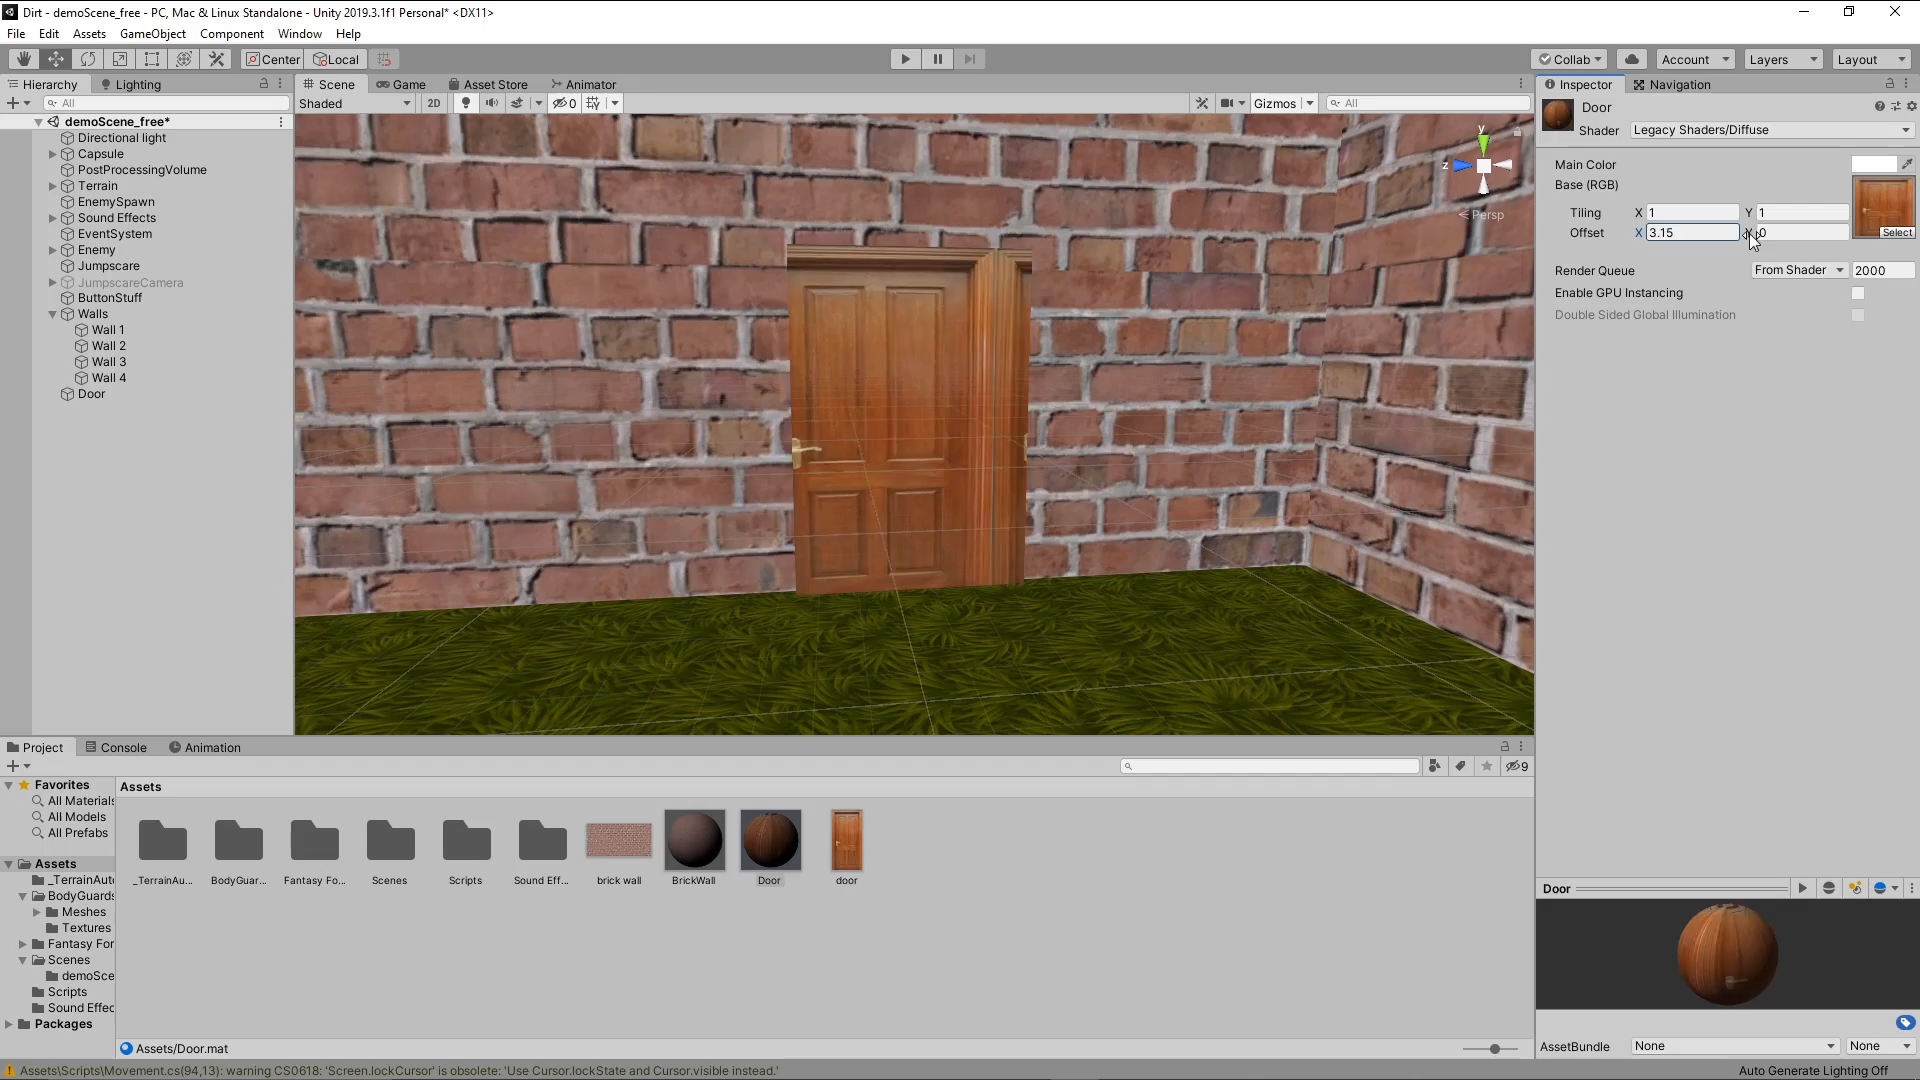 Dirt - demoScene_free - PC, Mac & Linux Standalone - Unity 2019.3.1f1 Personal* <DX11>
File Edit Assets GameObject Component Window Help
Center Local Collab Account Layers Layout
Hierarchy Lighting
All
demoScene_free*
Directional light
Capsule
PostProcessingVolume
Terrain
EnemySpawn
Sound Effects
EventSystem
Enemy
Jumpscare
JumpscareCamera
ButtonStuff
Walls
Wall 1
Wall 2
Wall 3
Wall 4
Door
Scene Game Asset Store Animator
Shaded 2D 0 Gizmos All
y
z
Persp
Inspector Navigation
Door
Shader Legacy Shaders/Diffuse
Main Color
Base (RGB)
Tiling X 1 Y 1
Offset X 3.15 Y 0
Select
Render Queue From Shader 2000
Enable GPU Instancing
Double Sided Global Illumination
Project Console Animation
9
Favorites
All Materials
All Models
All Prefabs
Assets
_TerrainAuto
BodyGuards
Meshes
Textures
Fantasy For
Scenes
demoSce
Scripts
Sound Effec
Packages
Assets
_TerrainAu... BodyGuar... Fantasy Fo... Scenes Scripts Sound Eff... brick wall BrickWall Door door
Assets/Door.mat
Door
AssetBundle None None
Assets\Scripts\Movement.cs(94,13): warning CS0618: 'Screen.lockCursor' is obsolete: 'Use Cursor.lockState and Cursor.visible instead.'
Auto Generate Lighting Off